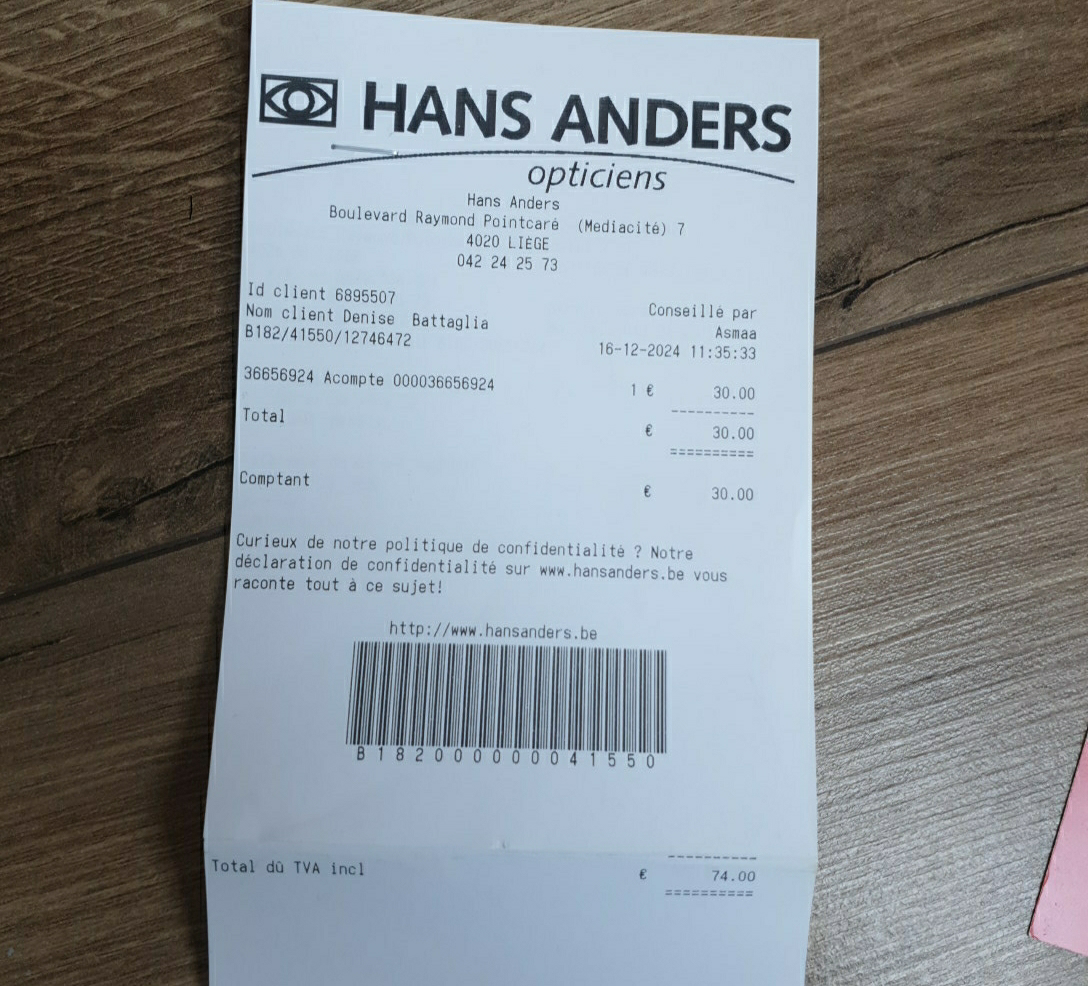 HANS ANDERS
opticiens
Hans Anders
Boulevard Raymond Pointcaré (Mediacité) 7
4020 LIÈGE
042 24 25 73
Id client 6895507
Nom client Denise Battaglia
B182/41550/12746472
Conseillé par
Asmaa
16-12-2024 11:35:33
36656924 Acompte 000036656924 1 € 30.00
----------
Total € 30.00
==========
Comptant € 30.00
Curieux de notre politique de confidentialité ? Notre
déclaration de confidentialité sur www.hansanders.be vous
raconte tout à ce sujet!
http://www.hansanders.be
B182000000041550
----------
Total dû TVA incl € 74.00
==========